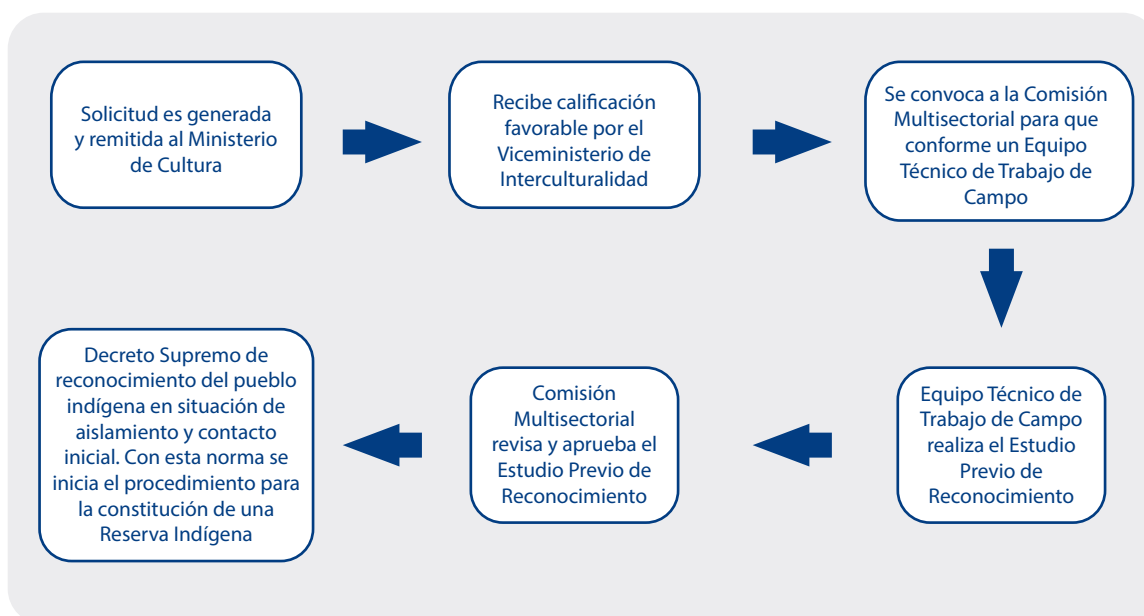 Solicitud es generada
y remitida al Ministerio
de Cultura
Recibe calificación
favorable por el
Viceministerio de
Interculturalidad
Se convoca a la Comisión
Multisectorial para que
conforme un Equipo
Técnico de Trabajo de
Campo
Equipo Técnico de
Trabajo de Campo
realiza el Estudio
Previo de
Reconocimiento
Comisión
Multisectorial
revisa y aprueba el
Estudio Previo de
Reconocimiento
Decreto Supremo de
reconocimiento del pueblo
indígena en situación de
aislamiento y contacto
inicial. Con esta norma se
inicia el procedimiento para
la constitución de una
Reserva Indígena